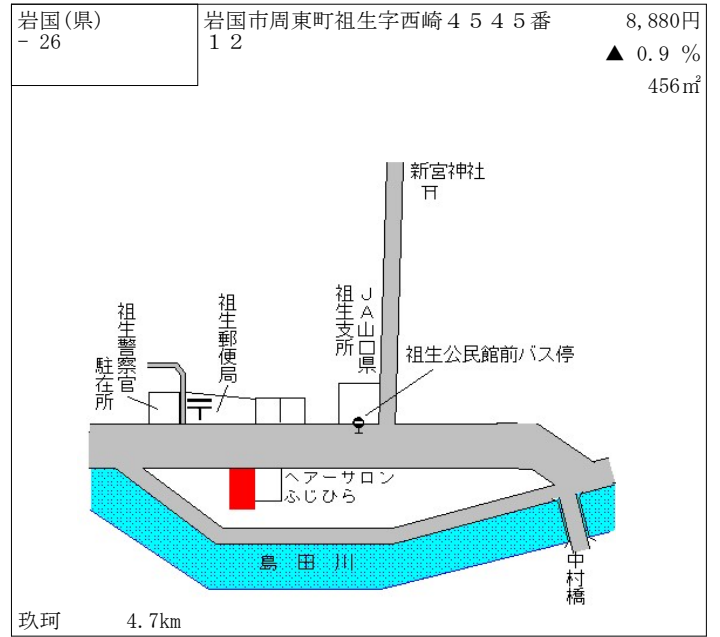 岩国(県)
- 26
岩国市周東町祖生字西崎４５４５番
１２
8,880円
▲ 0.9 %
456㎡
新宮神社
祖生警察官
駐在所
祖生郵便局
ＪＡ山口県
祖生支所
祖生公民館前バス停
ヘアーサロン
ふじひら
島田川
中村橋
玖珂 4.7km